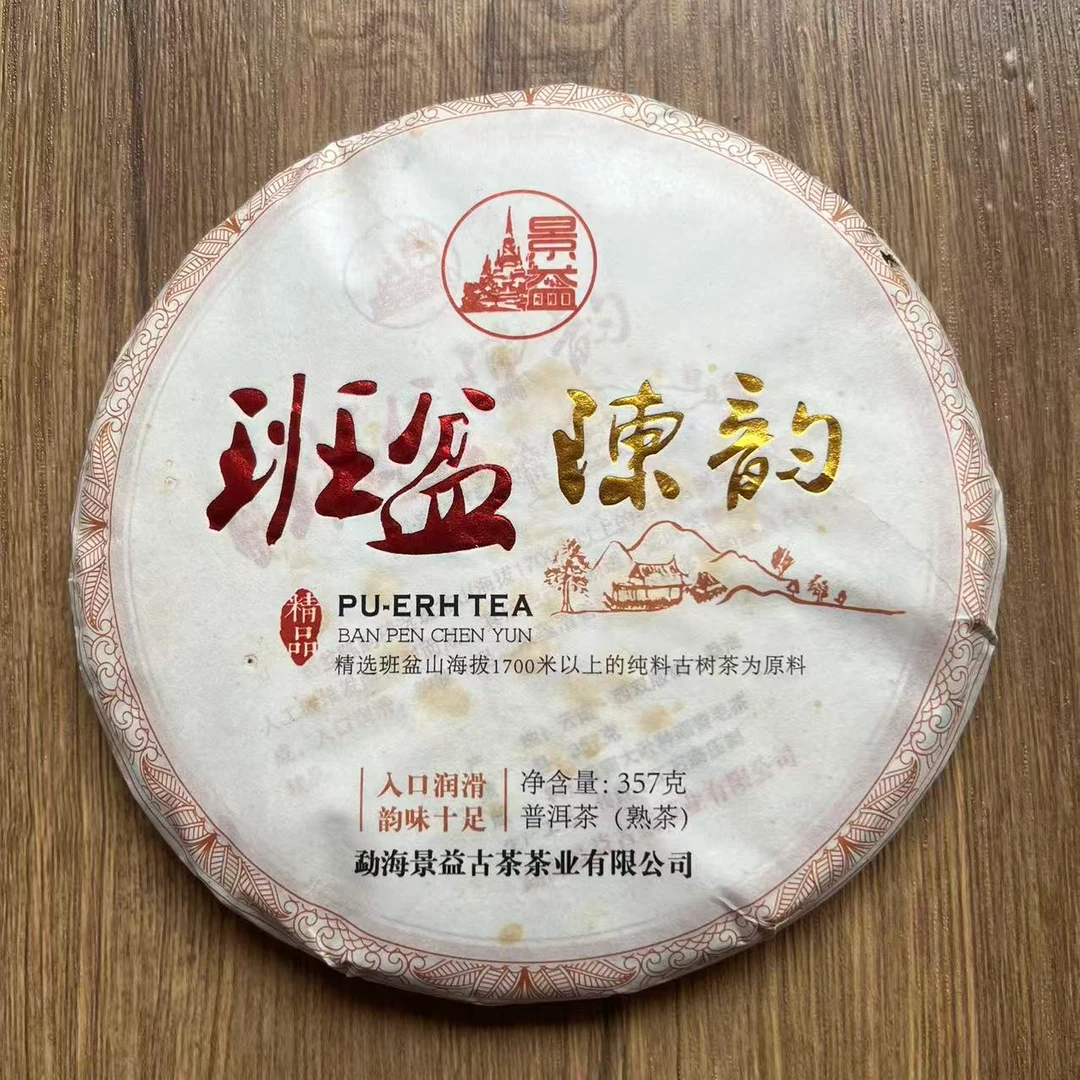 景益
班盆 陳韵
精品
PU-ERH TEA
BAN PEN CHEN YUN
精选班盆山海拔1700米以上的纯料古树茶为原料
入口润滑
韵味十足
净含量：357克
普洱茶（熟茶）
勐海景益古茶茶业有限公司